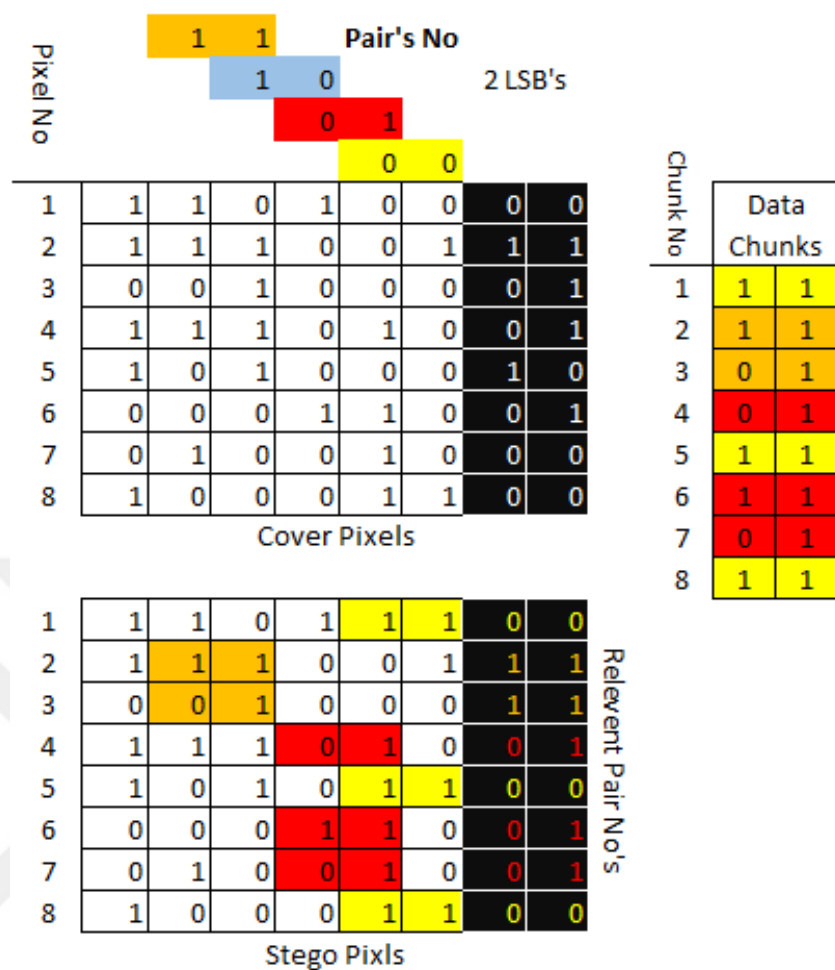 1 1 Pair's No
Pixel No
1 0 2 LSB's
0 1
0 0
1 1 1 0 1 0 0 0 0
2 1 1 1 0 0 1 1 1
3 0 0 1 0 0 0 0 1
4 1 1 1 0 1 0 0 1
5 1 0 1 0 0 0 1 0
6 0 0 0 1 1 0 0 1
7 0 1 0 0 1 0 0 0
8 1 0 0 0 1 1 0 0
Cover Pixels
Chunk No
Data
Chunks
1 1 1
2 1 1
3 0 1
4 0 1
5 1 1
6 1 1
7 0 1
8 1 1
1 1 1 0 1 1 1 0 0
2 1 1 1 0 0 1 1 1
3 0 0 1 0 0 0 1 1
4 1 1 1 0 1 0 0 1
5 1 0 1 0 1 1 0 0
6 0 0 0 1 1 0 0 1
7 0 1 0 0 1 0 0 1
8 1 0 0 0 1 1 0 0
Relevent Pair No's
Stego Pixls